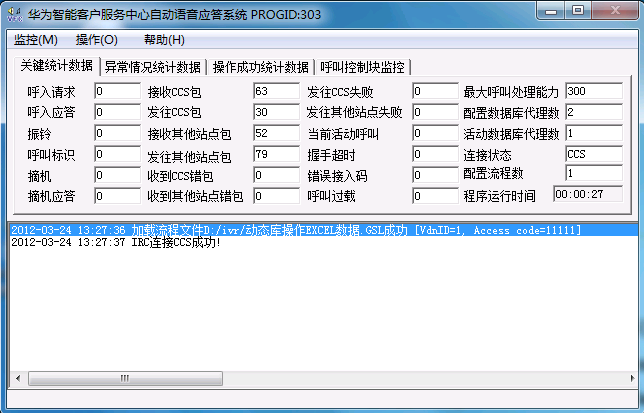 华为智能客户服务中心自动语音应答系统 PROGID:303
监控(M) 操作(O) 帮助(H)
关键统计数据 异常情况统计数据 操作成功统计数据 呼叫控制块监控
呼入请求 0 接收CCS包 63 发往CCS失败 0 最大呼叫处理能力 300
呼入应答 0 发往CCS包 30 发往其他站点失败 0 配置数据库代理数 2
振铃 0 接收其他站点包 52 当前活动呼叫 0 活动数据库代理数 1
呼叫标识 0 发往其他站点包 79 握手超时 0 连接状态 CCS
摘机 0 收到CCS错包 0 错误接入码 0 配置流程数 1
摘机应答 0 收到其他站点错包 0 呼叫过载 0 程序运行时间 00:00:27
2012-03-24 13:27:36 加载流程文件D:/ivr/动态库操作EXCEL数据.GSL成功 [VdnID=1, Access code=11111]
2012-03-24 13:27:37 IRC连接CCS成功!